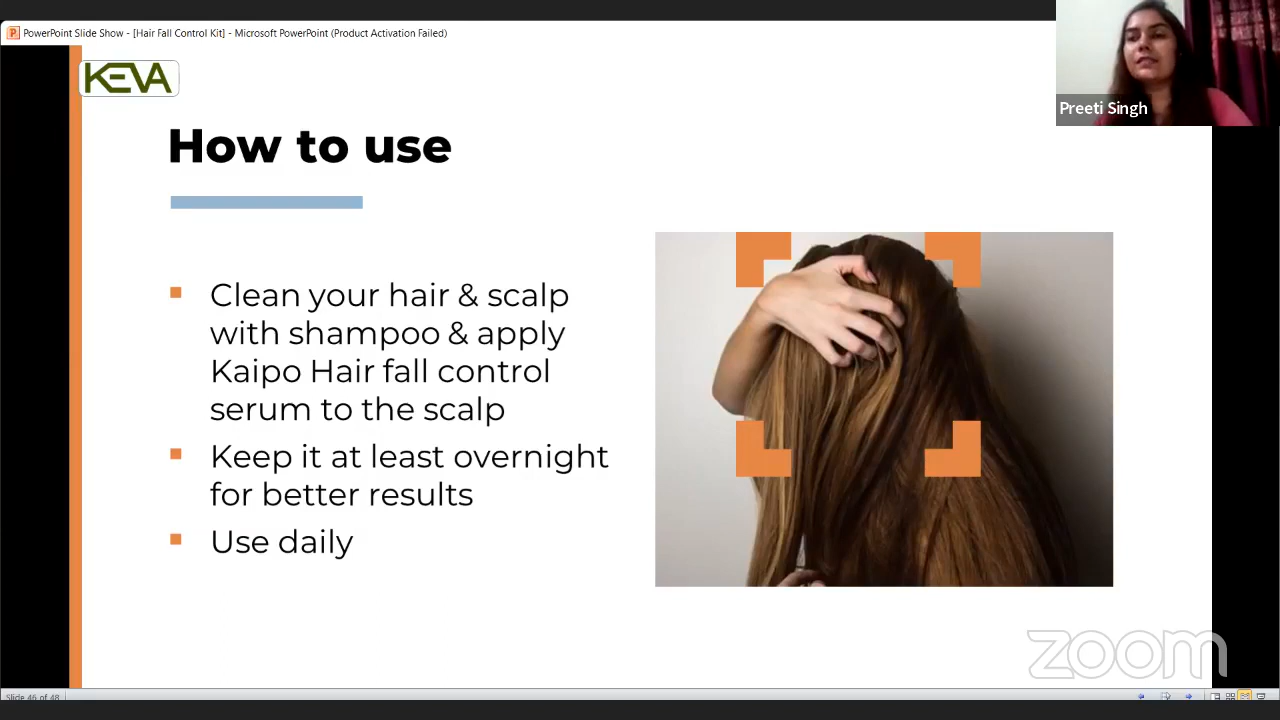 PowerPoint Slide Show - [Hair Fall Control Kit] - Microsoft PowerPoint (Product Activation Failed)
KEVA
Preeti Singh
How to use
Clean your hair & scalp
with shampoo & apply
Kaipo Hair fall control
serum to the scalp
Keep it at least overnight
for better results
Use daily
zoom
Slide 46 of 48